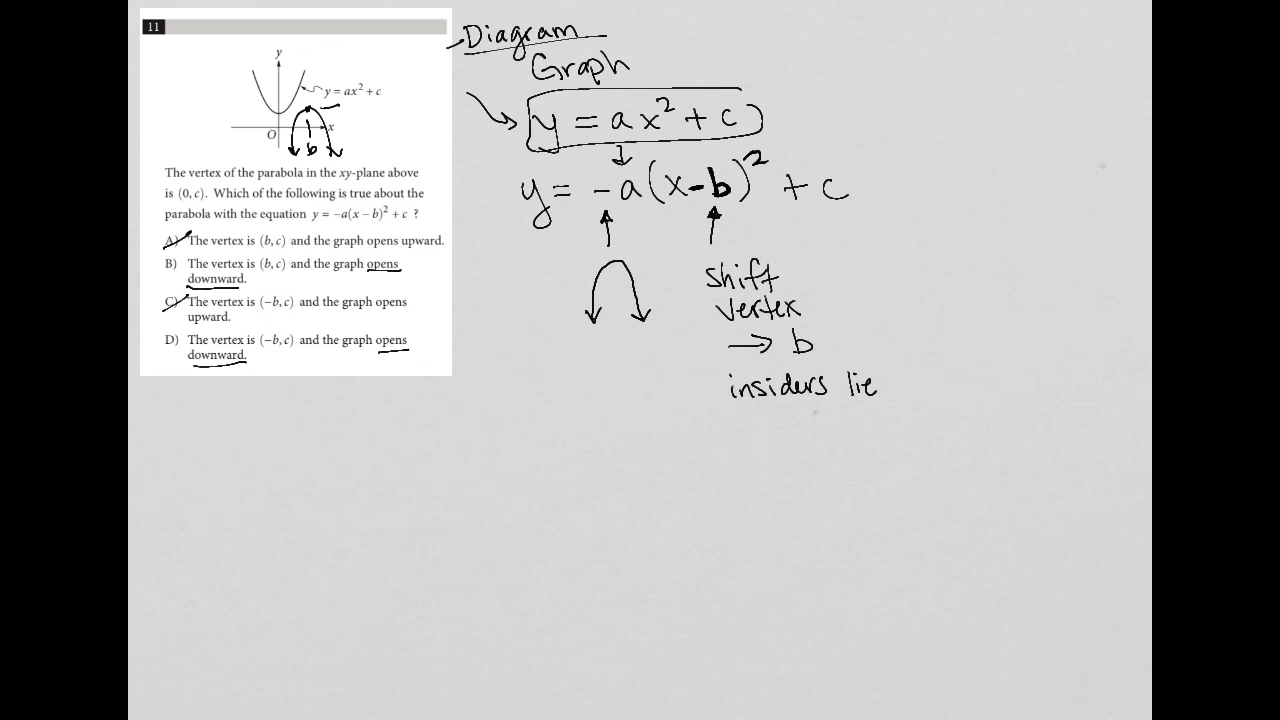 11
y
y = ax² + c
x
O
b
The vertex of the parabola in the xy-plane above
is (0, c). Which of the following is true about the
parabola with the equation y = −a(x − b)² + c ?
A) The vertex is (b, c) and the graph opens upward.
B) The vertex is (b, c) and the graph opens
downward.
C) The vertex is (−b, c) and the graph opens
upward.
D) The vertex is (−b, c) and the graph opens
downward.
Diagram
Graph
y = ax² + c
y = -a(x-b)² + c
shift
vertex
→ b
insiders lie